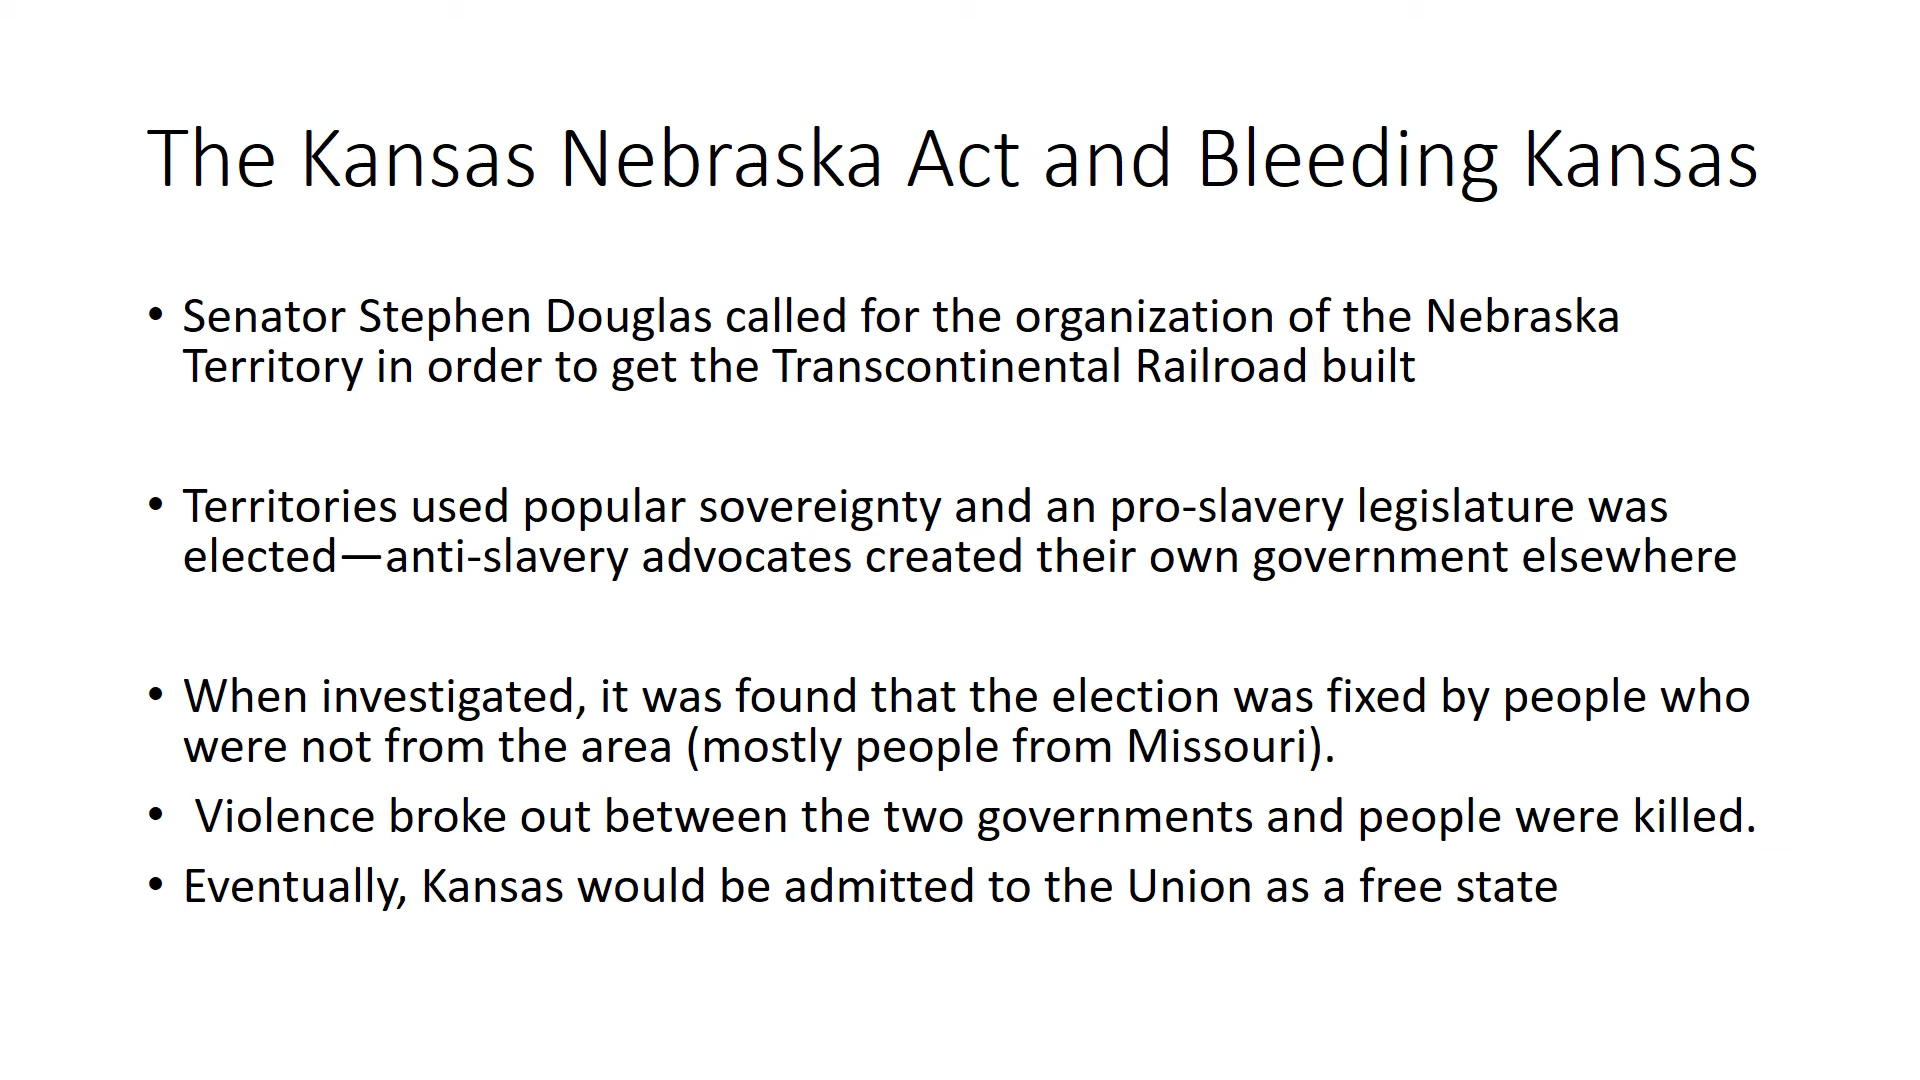 The Kansas Nebraska Act and Bleeding Kansas
• Senator Stephen Douglas called for the organization of the Nebraska
Territory in order to get the Transcontinental Railroad built
• Territories used popular sovereignty and an pro-slavery legislature was
elected—anti-slavery advocates created their own government elsewhere
• When investigated, it was found that the election was fixed by people who
were not from the area (mostly people from Missouri).
• Violence broke out between the two governments and people were killed.
• Eventually, Kansas would be admitted to the Union as a free state